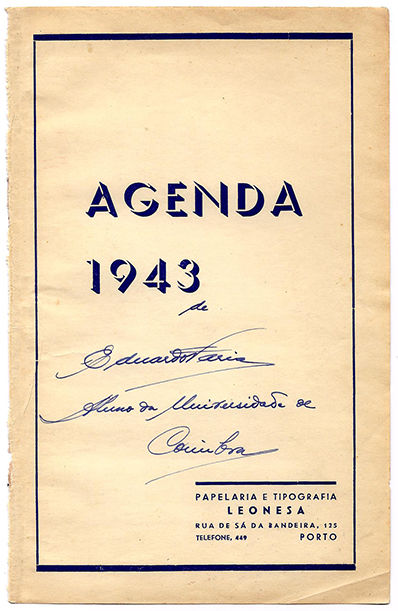 AGENDA
1943
de
Eduardo Faria
Aluno da Universidade de
Coimbra
PAPELARIA E TIPOGRAFIA
LEONESA
RUA DE SÁ DA BANDEIRA, 125
TELEFONE, 449 PORTO